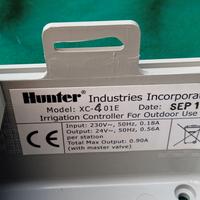 Hunter Industries Incorporat
Model: XC-401E Date: SEP 1
Irrigation Controller For Outdoor Use
Input: 230V~, 50Hz, 0.18A
Output: 24V~, 50Hz, 0.56A
per station
Total Max Output: 0.90A
(with master valve)
CE